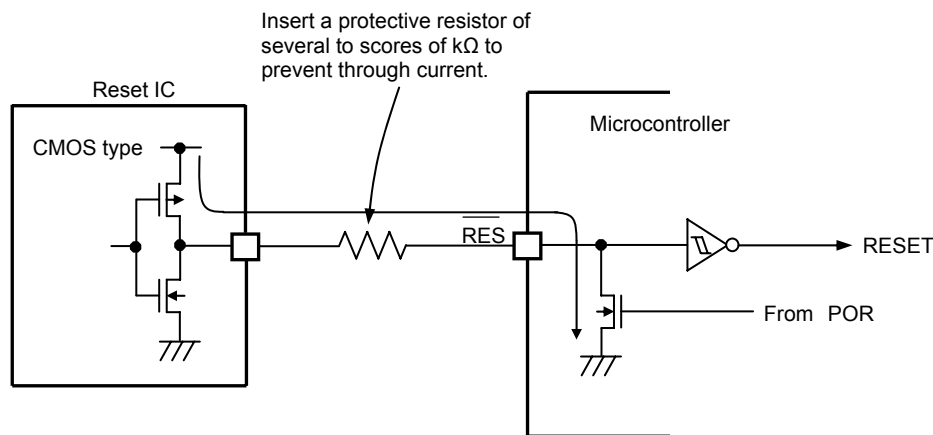 Insert a protective resistor of
several to scores of kΩ to
prevent through current.
Reset IC
Microcontroller
CMOS type
RES
RESET
From POR